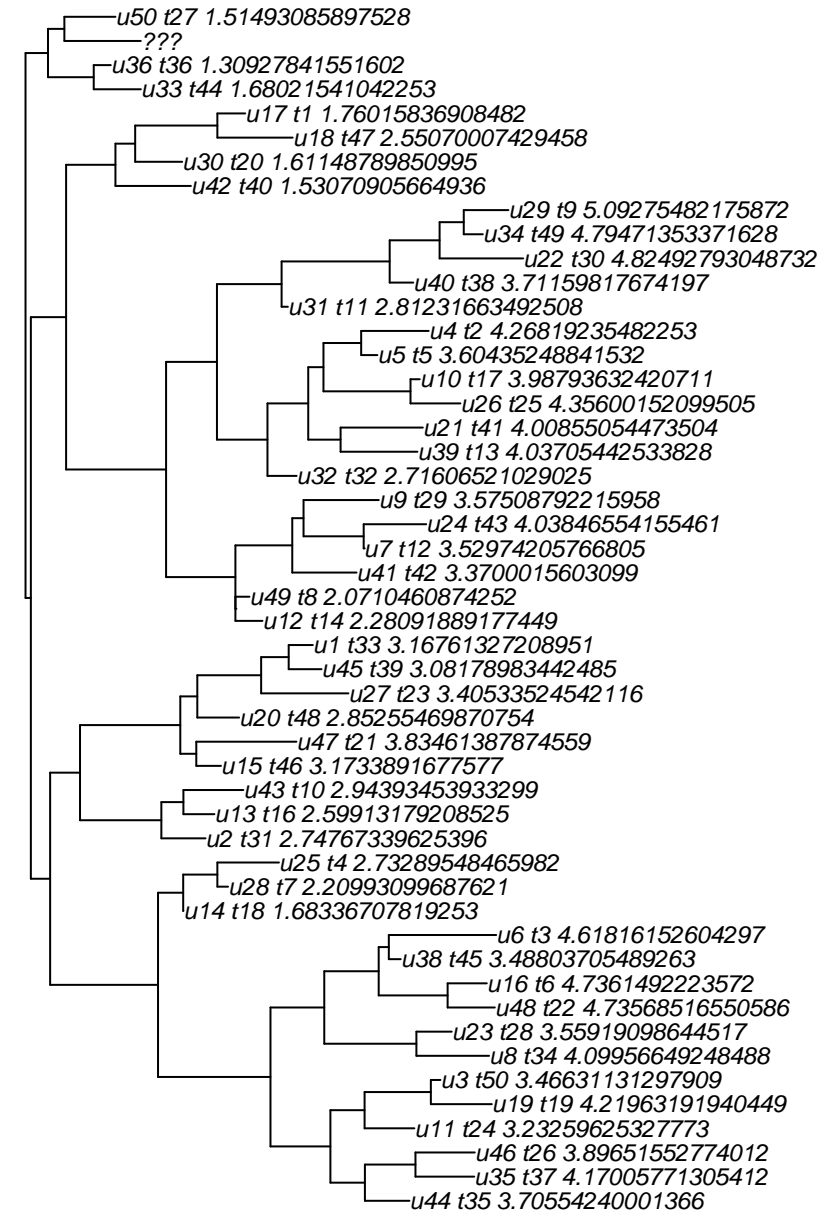 u50 t27 1.51493085897528
???
u36 t36 1.30927841551602
u33 t44 1.68021541042253
u17 t1 1.76015836908482
u18 t47 2.55070007429458
u30 t20 1.61148789850995
u42 t40 1.53070905664936
u29 t9 5.09275482175872
u34 t49 4.79471353371628
u22 t30 4.82492793048732
u40 t38 3.71159817674197
u31 t11 2.81231663492508
u4 t2 4.26819235482253
u5 t5 3.60435248841532
u10 t17 3.98793632420711
u26 t25 4.35600152099505
u21 t41 4.00855054473504
u39 t13 4.03705442533828
u32 t32 2.71606521029025
u9 t29 3.57508792215958
u24 t43 4.03846554155461
u7 t12 3.52974205766805
u41 t42 3.3700015603099
u49 t8 2.0710460874252
u12 t14 2.28091889177449
u1 t33 3.16761327208951
u45 t39 3.08178983442485
u27 t23 3.40533524542116
u20 t48 2.85255469870754
u47 t21 3.83461387874559
u15 t46 3.1733891677577
u43 t10 2.94393453933299
u13 t16 2.59913179208525
u2 t31 2.74767339625396
u25 t4 2.73289548465982
u28 t7 2.20993099687621
u14 t18 1.68336707819253
u6 t3 4.61816152604297
u38 t45 3.48803705489263
u16 t6 4.7361492223572
u48 t22 4.73568516550586
u23 t28 3.55919098644517
u8 t34 4.09956649248488
u3 t50 3.46631131297909
u19 t19 4.21963191940449
u11 t24 3.23259625327773
u46 t26 3.89651552774012
u35 t37 4.17005771305412
u44 t35 3.70554240001366